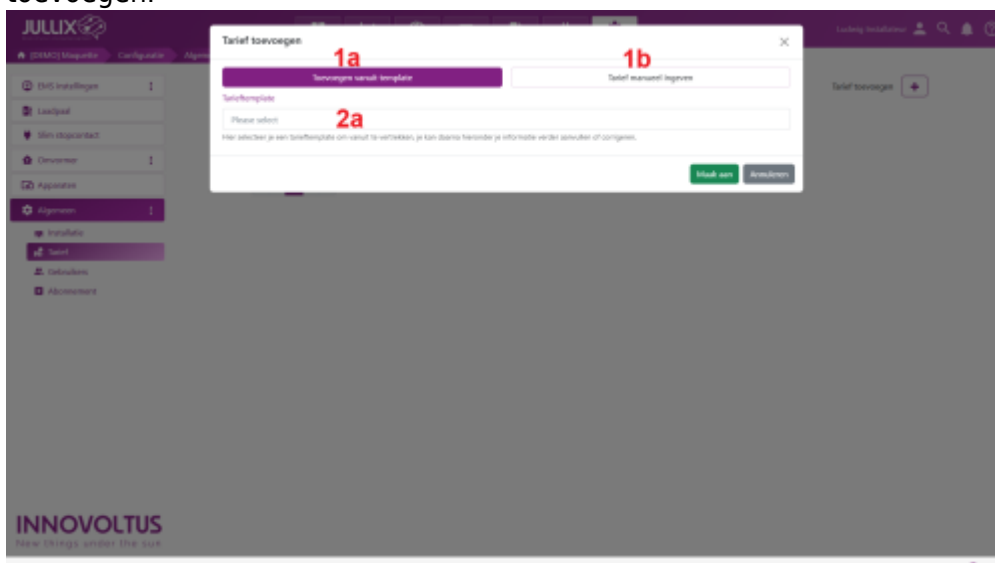 toevoegen.
JULLIX
Ludwig Installateur
[DEMO] Maquette Configuratie Algeme
Tarief toevoegen
1a 1b
Toevoegen vanuit template Tarief manueel ingeven
Tarieftemplate
Please select 2a
Hier selecteer je een tarieftemplate om vanuit te vertrekken, je kan daarna hieronder je informatie verder aanvullen of corrigeren.
Maak aan Annuleren
Tarief toevoegen
EMS Instellingen
Laadpaal
Slim stopcontact
Omvormer
Apparaten
Algemeen
Installatie
Tarief
Gebruikers
Abonnement
INNOVOLTUS
New things under the sun